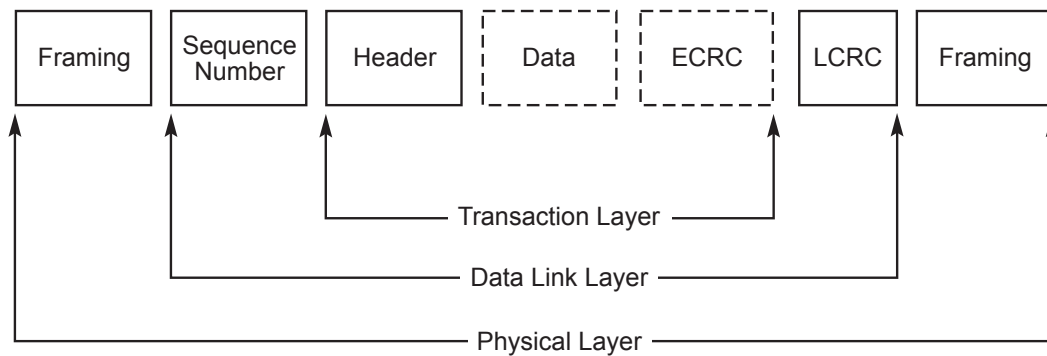 Framing
Sequence
Number
Header
Data
ECRC
LCRC
Framing
Transaction Layer
Data Link Layer
Physical Layer